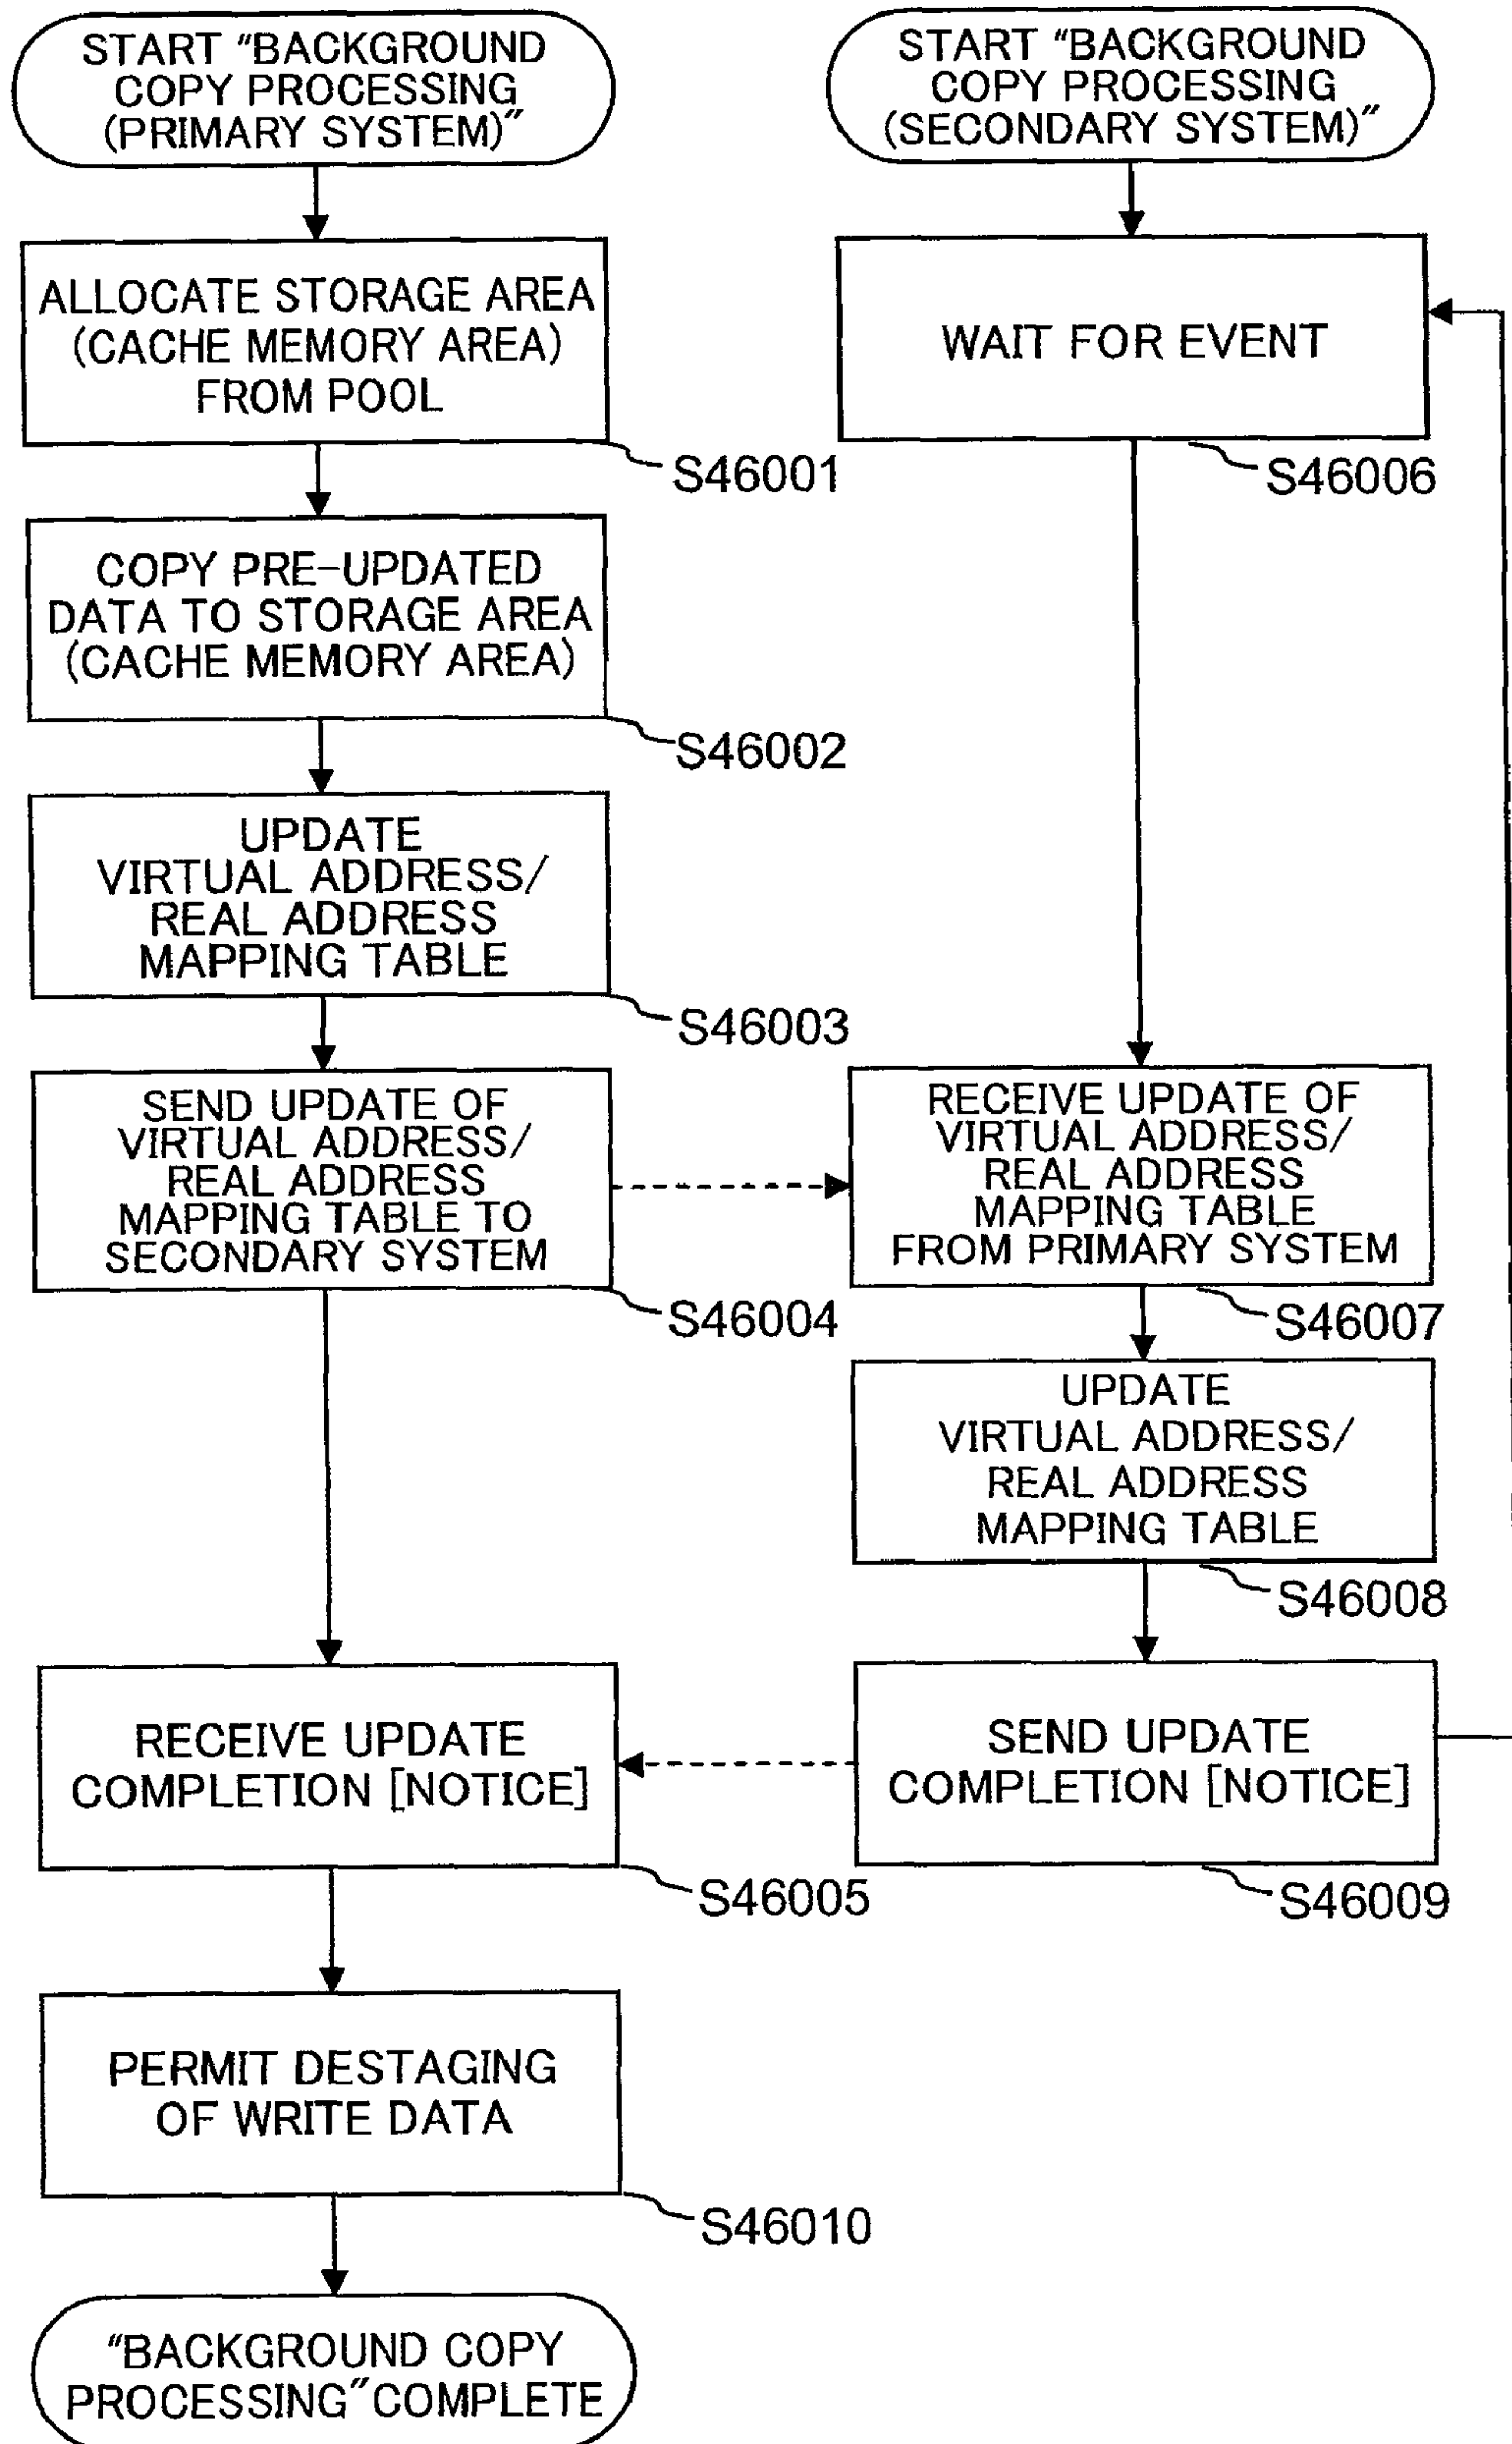 START “BACKGROUND
COPY PROCESSING
(PRIMARY SYSTEM)”
ALLOCATE STORAGE AREA
(CACHE MEMORY AREA)
FROM POOL
S46001
COPY PRE-UPDATED
DATA TO STORAGE AREA
(CACHE MEMORY AREA)
S46002
UPDATE
VIRTUAL ADDRESS/
REAL ADDRESS
MAPPING TABLE
S46003
SEND UPDATE OF
VIRTUAL ADDRESS/
REAL ADDRESS
MAPPING TABLE TO
SECONDARY SYSTEM
S46004
RECEIVE UPDATE
COMPLETION [NOTICE]
S46005
PERMIT DESTAGING
OF WRITE DATA
S46010
“BACKGROUND COPY
PROCESSING” COMPLETE
START “BACKGROUND
COPY PROCESSING
(SECONDARY SYSTEM)”
WAIT FOR EVENT
S46006
RECEIVE UPDATE OF
VIRTUAL ADDRESS/
REAL ADDRESS
MAPPING TABLE
FROM PRIMARY SYSTEM
S46007
UPDATE
VIRTUAL ADDRESS/
REAL ADDRESS
MAPPING TABLE
S46008
SEND UPDATE
COMPLETION [NOTICE]
S46009